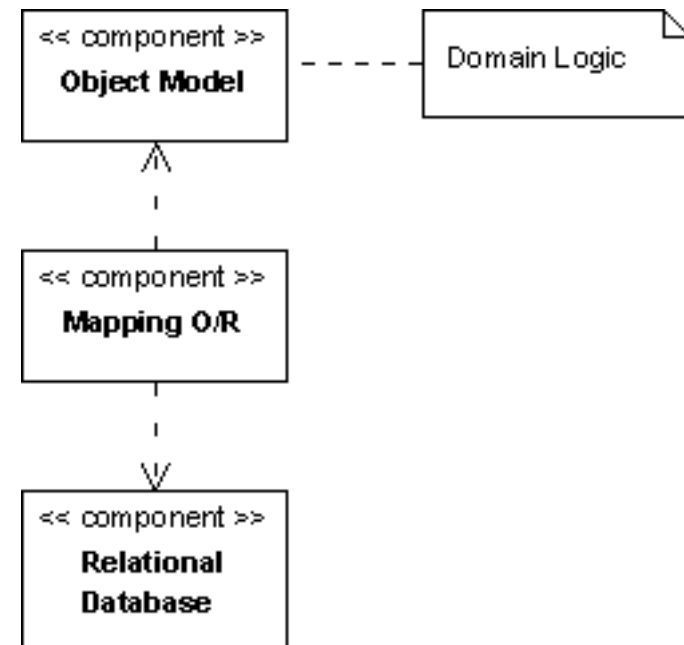 << component >>
Object Model
Domain Logic
<< component >>
Mapping O/R
<< component >>
Relational
Database